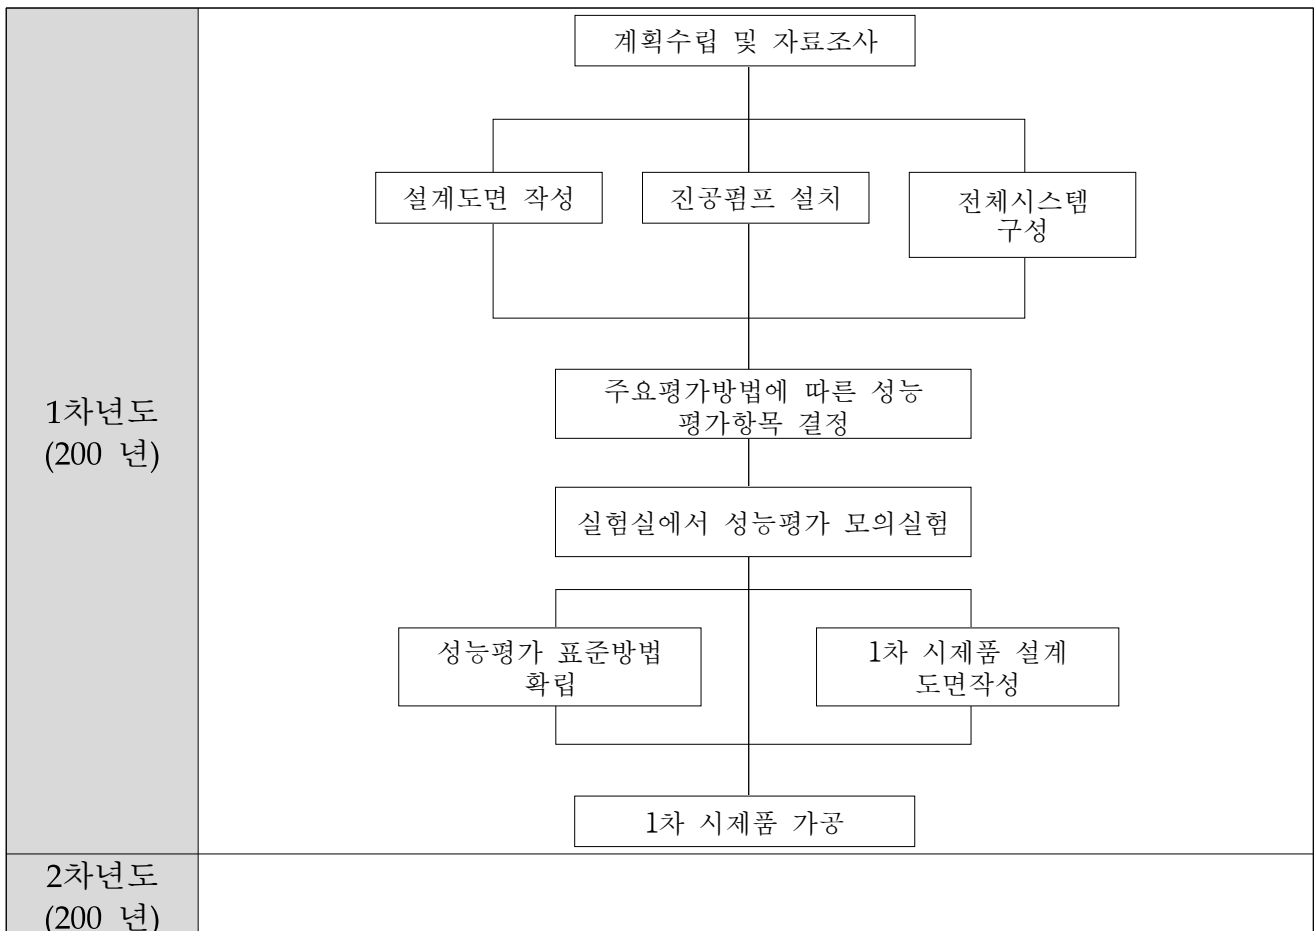 계획수립 및 자료조사
설계도면 작성
진공펌프 설치
전체시스템
구성
주요평가방법에 따른 성능
평가항목 결정
1차년도
(200 년)
실험실에서 성능평가 모의실험
성능평가 표준방법
확립
1차 시제품 설계
도면작성
1차 시제품 가공
2차년도
(200 년)